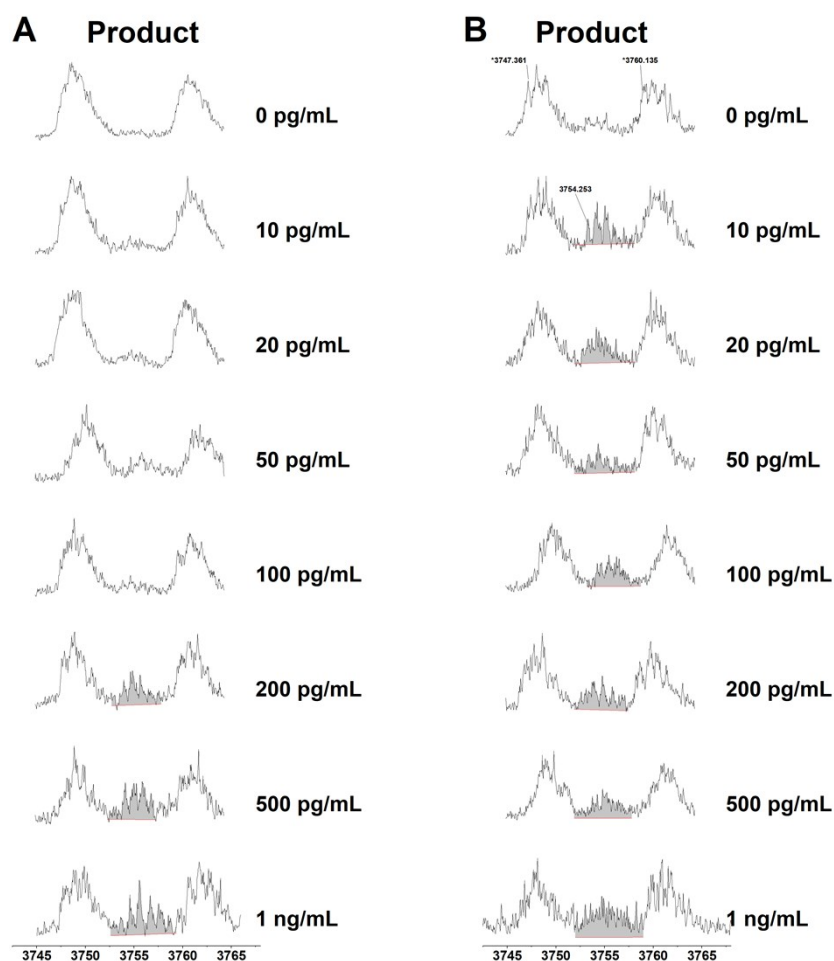 A Product
0 pg/mL
10 pg/mL
20 pg/mL
50 pg/mL
100 pg/mL
200 pg/mL
500 pg/mL
1 ng/mL
3745 3750 3755 3760 3765
B Product
*3747.361 *3760.135
0 pg/mL
3754.253
10 pg/mL
20 pg/mL
50 pg/mL
100 pg/mL
200 pg/mL
500 pg/mL
1 ng/mL
3745 3750 3755 3760 3765